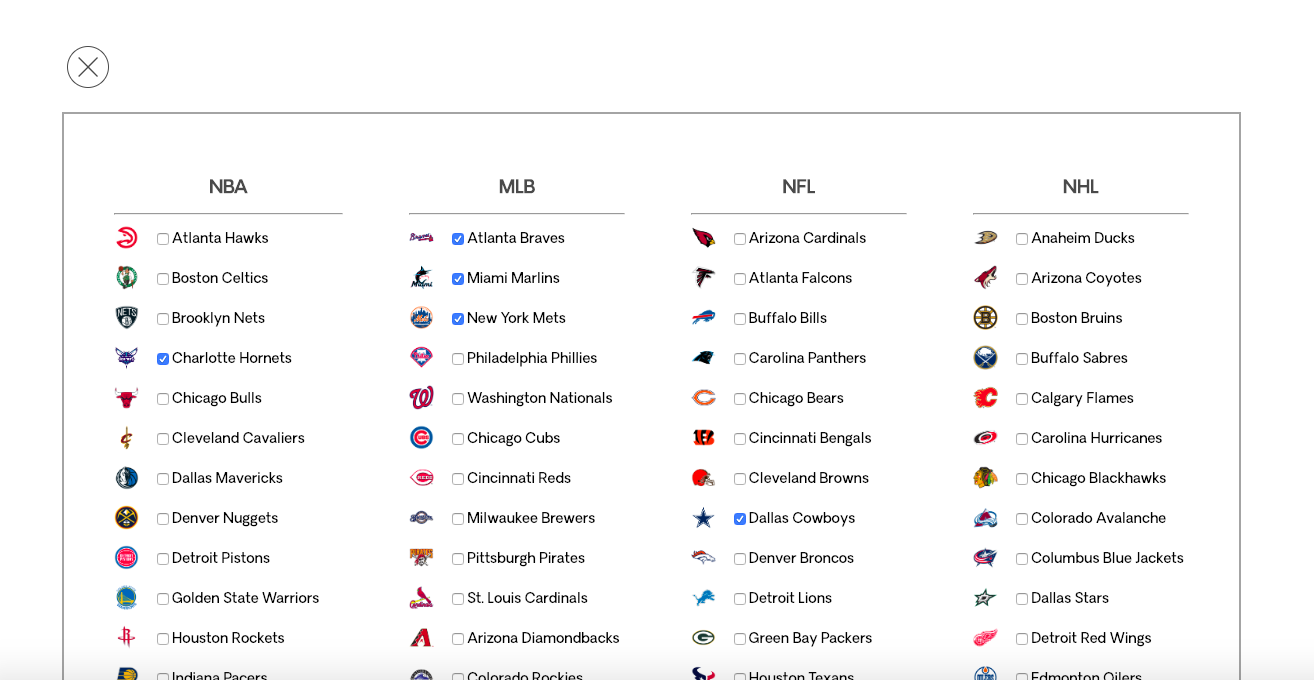 NBA
Atlanta Hawks
Boston Celtics
Brooklyn Nets
Charlotte Hornets
Chicago Bulls
Cleveland Cavaliers
Dallas Mavericks
Denver Nuggets
Detroit Pistons
Golden State Warriors
Houston Rockets
Indiana Pacers
MLB
Atlanta Braves
Miami Marlins
New York Mets
Philadelphia Phillies
Washington Nationals
Chicago Cubs
Cincinnati Reds
Milwaukee Brewers
Pittsburgh Pirates
St. Louis Cardinals
Arizona Diamondbacks
Colorado Rockies
NFL
Arizona Cardinals
Atlanta Falcons
Buffalo Bills
Carolina Panthers
Chicago Bears
Cincinnati Bengals
Cleveland Browns
Dallas Cowboys
Denver Broncos
Detroit Lions
Green Bay Packers
Houston Texans
NHL
Anaheim Ducks
Arizona Coyotes
Boston Bruins
Buffalo Sabres
Calgary Flames
Carolina Hurricanes
Chicago Blackhawks
Colorado Avalanche
Columbus Blue Jackets
Dallas Stars
Detroit Red Wings
Edmonton Oilers